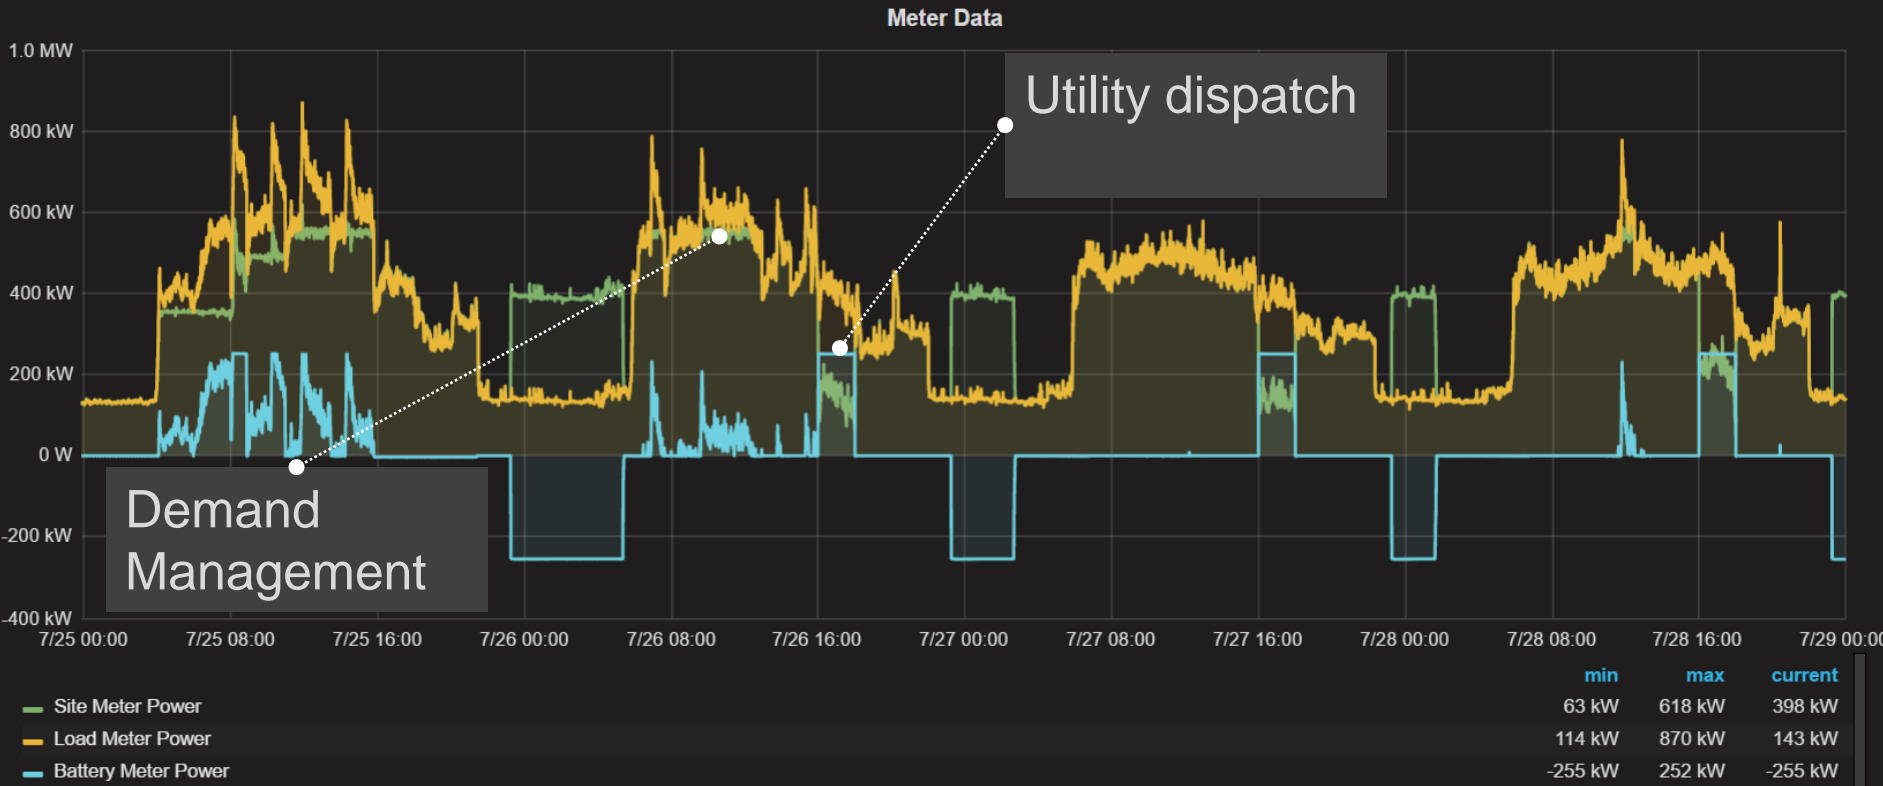 Meter Data
1.0 MW
800 kW
600 kW
400 kW
200 kW
0 W
-200 kW
-400 kW
Utility dispatch
Demand
Management
7/25 00:00 7/25 08:00 7/25 16:00 7/26 00:00 7/26 08:00 7/26 16:00 7/27 00:00 7/27 08:00 7/27 16:00 7/28 00:00 7/28 08:00 7/28 16:00 7/29 00:00
min max current
Site Meter Power 63 kW 618 kW 398 kW
Load Meter Power 114 kW 870 kW 143 kW
Battery Meter Power -255 kW 252 kW -255 kW